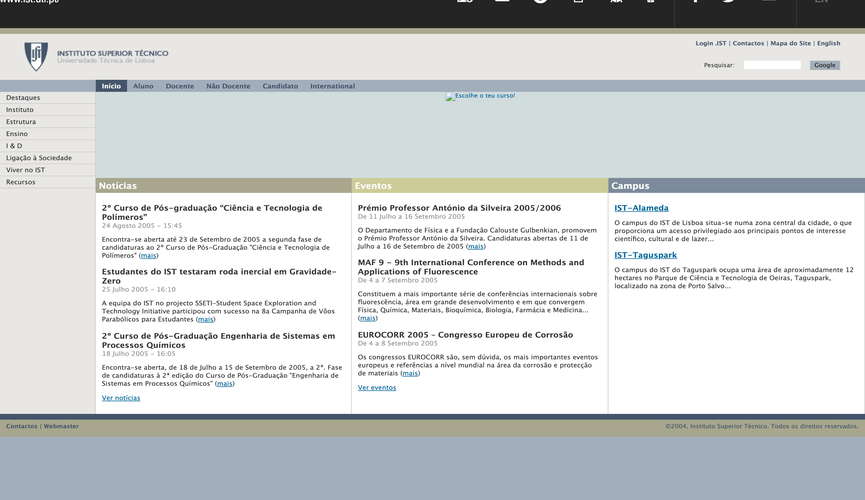 www.ist.utl.pt/
EN
INSTITUTO SUPERIOR TÉCNICO
Universidade Técnica de Lisboa
Login .IST | Contactos | Mapa do Site | English
Pesquisar:
Google
Início Aluno Docente Não Docente Candidato International
Destaques
Instituto
Estrutura
Ensino
I & D
Ligação à Sociedade
Viver no IST
Recursos
Escolhe o teu curso!
Notícias
2º Curso de Pós-graduação "Ciência e Tecnologia de
Polímeros"
24 Agosto 2005 - 15:45
Encontra-se aberta até 23 de Setembro de 2005 a segunda fase de
candidaturas ao 2º Curso de Pós-Graduação "Ciência e Tecnologia de
Polímeros" (mais)
Estudantes do IST testaram roda inercial em Gravidade-
Zero
25 Julho 2005 - 16:10
A equipa do IST no projecto SSETI-Student Space Exploration and
Technology Initiative participou com sucesso na 8a Campanha de Vôos
Parabólicos para Estudantes (mais)
2º Curso de Pós-Graduação Engenharia de Sistemas em
Processos Químicos
18 Julho 2005 - 16:05
Encontra-se aberta, de 18 de Julho a 15 de Setembro de 2005, a 2ª. Fase
de candidaturas à 2ª edição do Curso de Pós-Graduação "Engenharia de
Sistemas em Processos Químicos" (mais)
Ver notícias
Eventos
Prémio Professor António da Silveira 2005/2006
De 11 Julho a 16 Setembro 2005
O Departamento de Física e a Fundação Calouste Gulbenkian, promovem
o Prémio Professor António da Silveira. Candidaturas abertas de 11 de
Julho a 16 de Setembro de 2005 (mais)
MAF 9 - 9th International Conference on Methods and
Applications of Fluorescence
De 4 a 7 Setembro 2005
Constituem a mais importante série de conferências internacionais sobre
fluorescência, área em grande desenvolvimento e em que convergem
Física, Química, Materiais, Bioquímica, Biologia, Farmácia e Medicina...
(mais)
EUROCORR 2005 - Congresso Europeu de Corrosão
De 4 a 8 Setembro 2005
Os congressos EUROCORR são, sem dúvida, os mais importantes eventos
europeus e referências a nível mundial na área da corrosão e protecção
de materiais (mais)
Ver eventos
Campus
IST-Alameda
O campus do IST de Lisboa situa-se numa zona central da cidade, o que
proporciona um acesso privilegiado aos principais pontos de interesse
científico, cultural e de lazer...
IST-Taguspark
O campus do IST do Taguspark ocupa uma área de aproximadamente 12
hectares no Parque de Ciência e Tecnologia de Oeiras, Taguspark,
localizado na zona de Porto Salvo...
Contactos | Webmaster
©2004, Instituto Superior Técnico. Todos os direitos reservados.